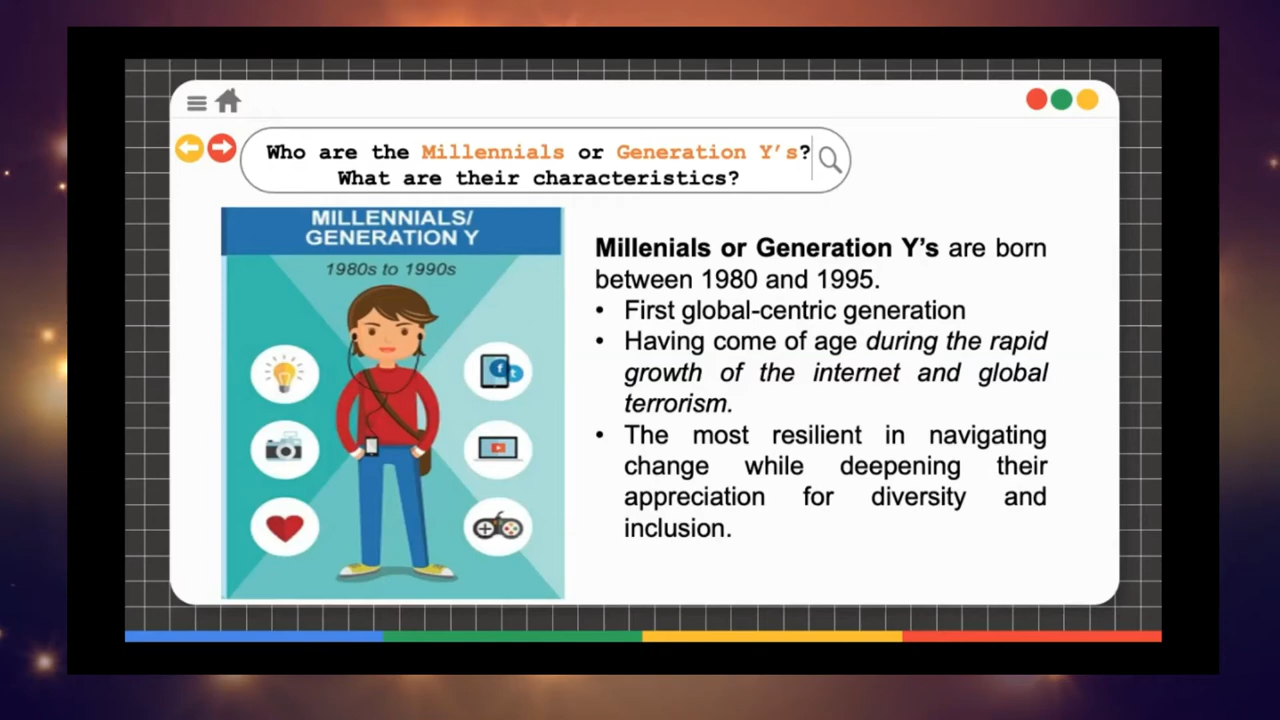 Who are the Millennials or Generation Y's?
What are their characteristics?
MILLENNIALS/
GENERATION Y
1980s to 1990s
Millenials or Generation Y's are born
between 1980 and 1995.
• First global-centric generation
• Having come of age during the rapid
growth of the internet and global
terrorism.
• The most resilient in navigating
change while deepening their
appreciation for diversity and
inclusion.